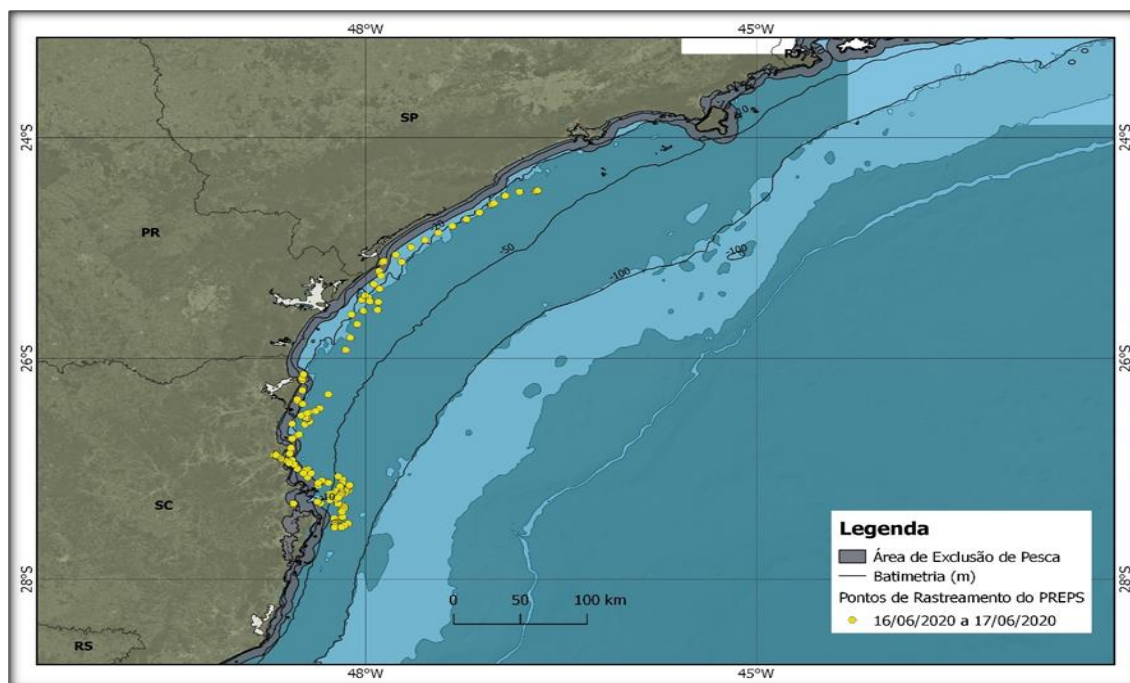 48°W
45°W
RJ
SP
24°S
24°S
-50
-100
-100
PR
26°S
26°S
SC
RS
28°S
28°S
Legenda
Área de Exclusão de Pesca
Batimetria (m)
Pontos de Rastreamento do PREPS
16/06/2020 a 17/06/2020
0 50 100 km
48°W
45°W